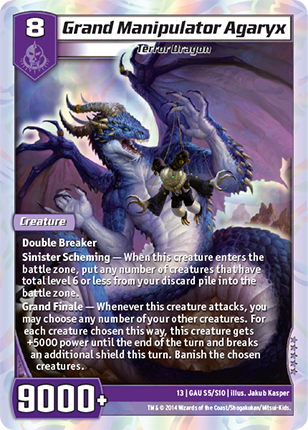 8
Grand Manipulator Agaryx
Terror Dragon
Creature
Double Breaker
Sinister Scheming — When this creature enters the
battle zone, put any number of creatures that have
total level 6 or less from your discard pile into the
battle zone.
Grand Finale — Whenever this creature attacks, you
may choose any number of your other creatures. For
each creature chosen this way, this creature gets
+5000 power until the end of the turn and breaks
an additional shield this turn. Banish the chosen
creatures.
9000+
13 | GAU S5/S10 | illus. Jakub Kasper
TM & © 2014 Wizards of the Coast/Shogakukan/Mitsui-Kids.